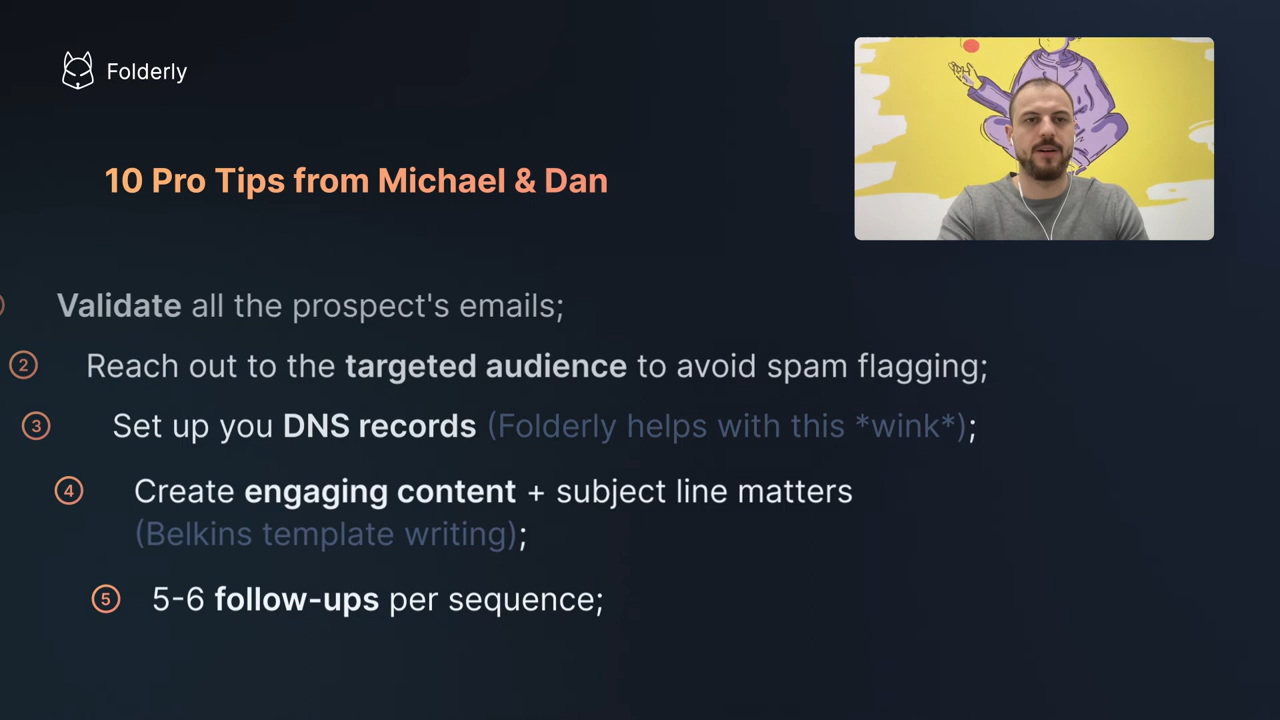 Folderly
10 Pro Tips from Michael & Dan
Validate all the prospect's emails;
2 Reach out to the targeted audience to avoid spam flagging;
3 Set up you DNS records (Folderly helps with this *wink*);
4 Create engaging content + subject line matters
(Belkins template writing);
5 5-6 follow-ups per sequence;